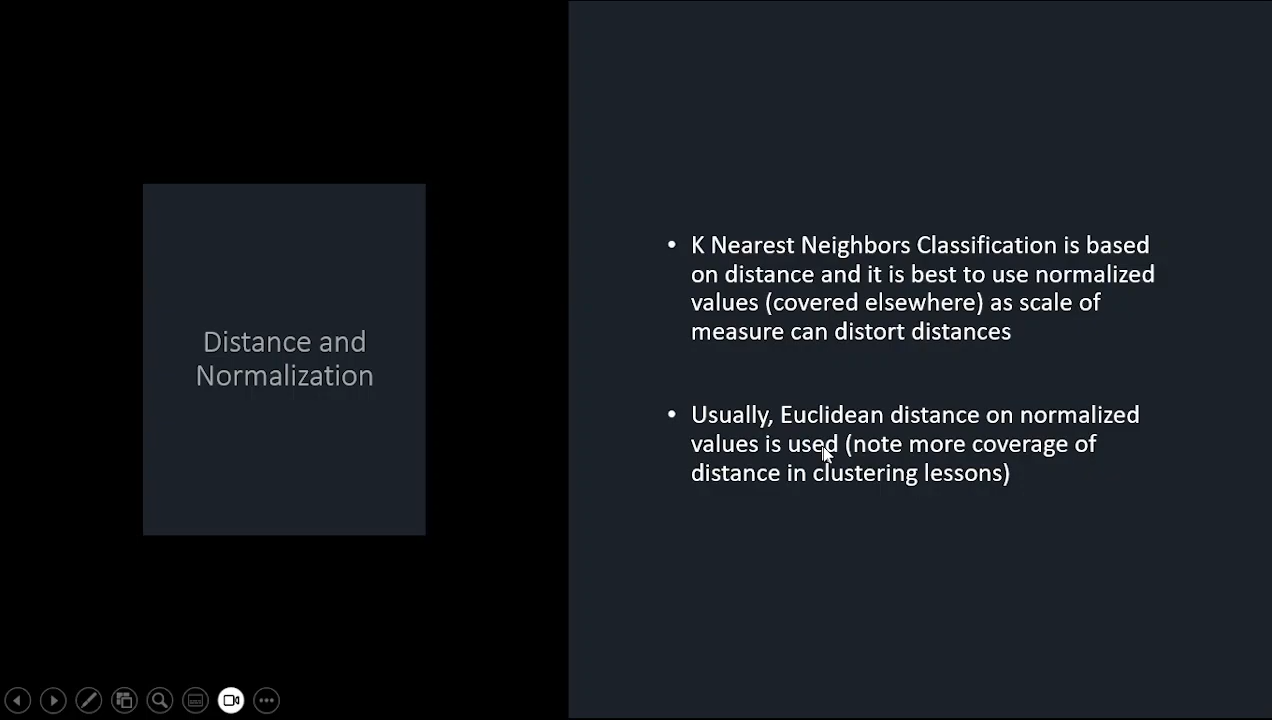 Distance and
Normalization
• K Nearest Neighbors Classification is based
on distance and it is best to use normalized
values (covered elsewhere) as scale of
measure can distort distances
• Usually, Euclidean distance on normalized
values is used (note more coverage of
distance in clustering lessons)